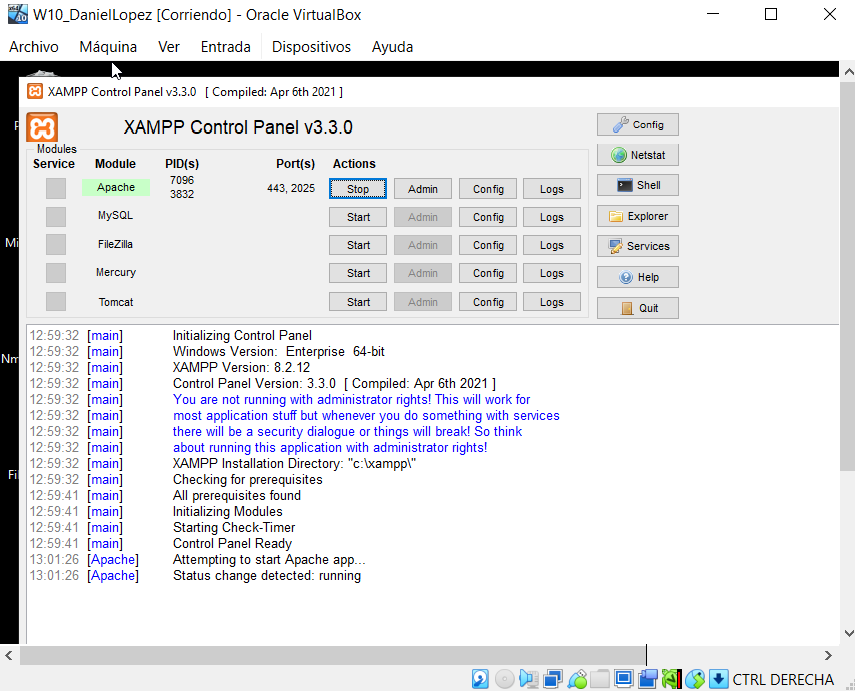 W10_DanielLopez [Corriendo] - Oracle VirtualBox
Archivo Máquina Ver Entrada Dispositivos Ayuda
XAMPP Control Panel v3.3.0 [ Compiled: Apr 6th 2021 ]
XAMPP Control Panel v3.3.0
Config
Modules
Service Module PID(s) Port(s) Actions
Netstat
Apache 7096 3832 443, 2025 Stop Admin Config Logs
Shell
MySQL Start Admin Config Logs
Explorer
FileZilla Start Admin Config Logs
Services
Mercury Start Admin Config Logs
Help
Tomcat Start Admin Config Logs
Quit
Mi
Nm
Fi
12:59:32 [main] Initializing Control Panel
12:59:32 [main] Windows Version: Enterprise 64-bit
12:59:32 [main] XAMPP Version: 8.2.12
12:59:32 [main] Control Panel Version: 3.3.0 [ Compiled: Apr 6th 2021 ]
12:59:32 [main] You are not running with administrator rights! This will work for
12:59:32 [main] most application stuff but whenever you do something with services
12:59:32 [main] there will be a security dialogue or things will break! So think
12:59:32 [main] about running this application with administrator rights!
12:59:32 [main] XAMPP Installation Directory: "c:\xampp\"
12:59:32 [main] Checking for prerequisites
12:59:41 [main] All prerequisites found
12:59:41 [main] Initializing Modules
12:59:41 [main] Starting Check-Timer
12:59:41 [main] Control Panel Ready
13:01:26 [Apache] Attempting to start Apache app...
13:01:26 [Apache] Status change detected: running
CTRL DERECHA